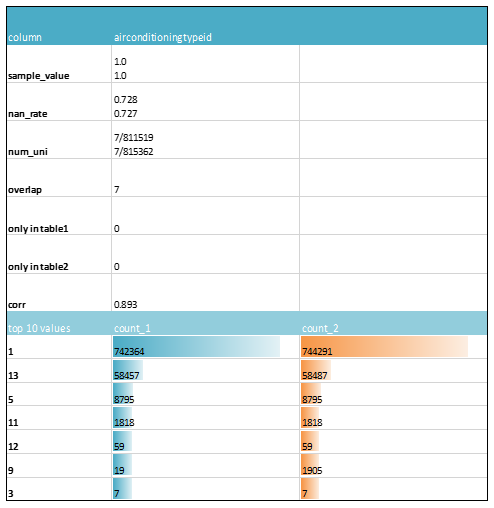 column airconditioningtypeid
sample_value 1.0
1.0
nan_rate 0.728
0.727
num_uni 7/811519
7/815362
overlap 7
only in table1 0
only in table2 0
corr 0.893
top 10 values count_1 count_2
1 742364 744291
13 58457 58487
5 8795 8795
11 1818 1818
12 59 59
9 19 1905
3 7 7